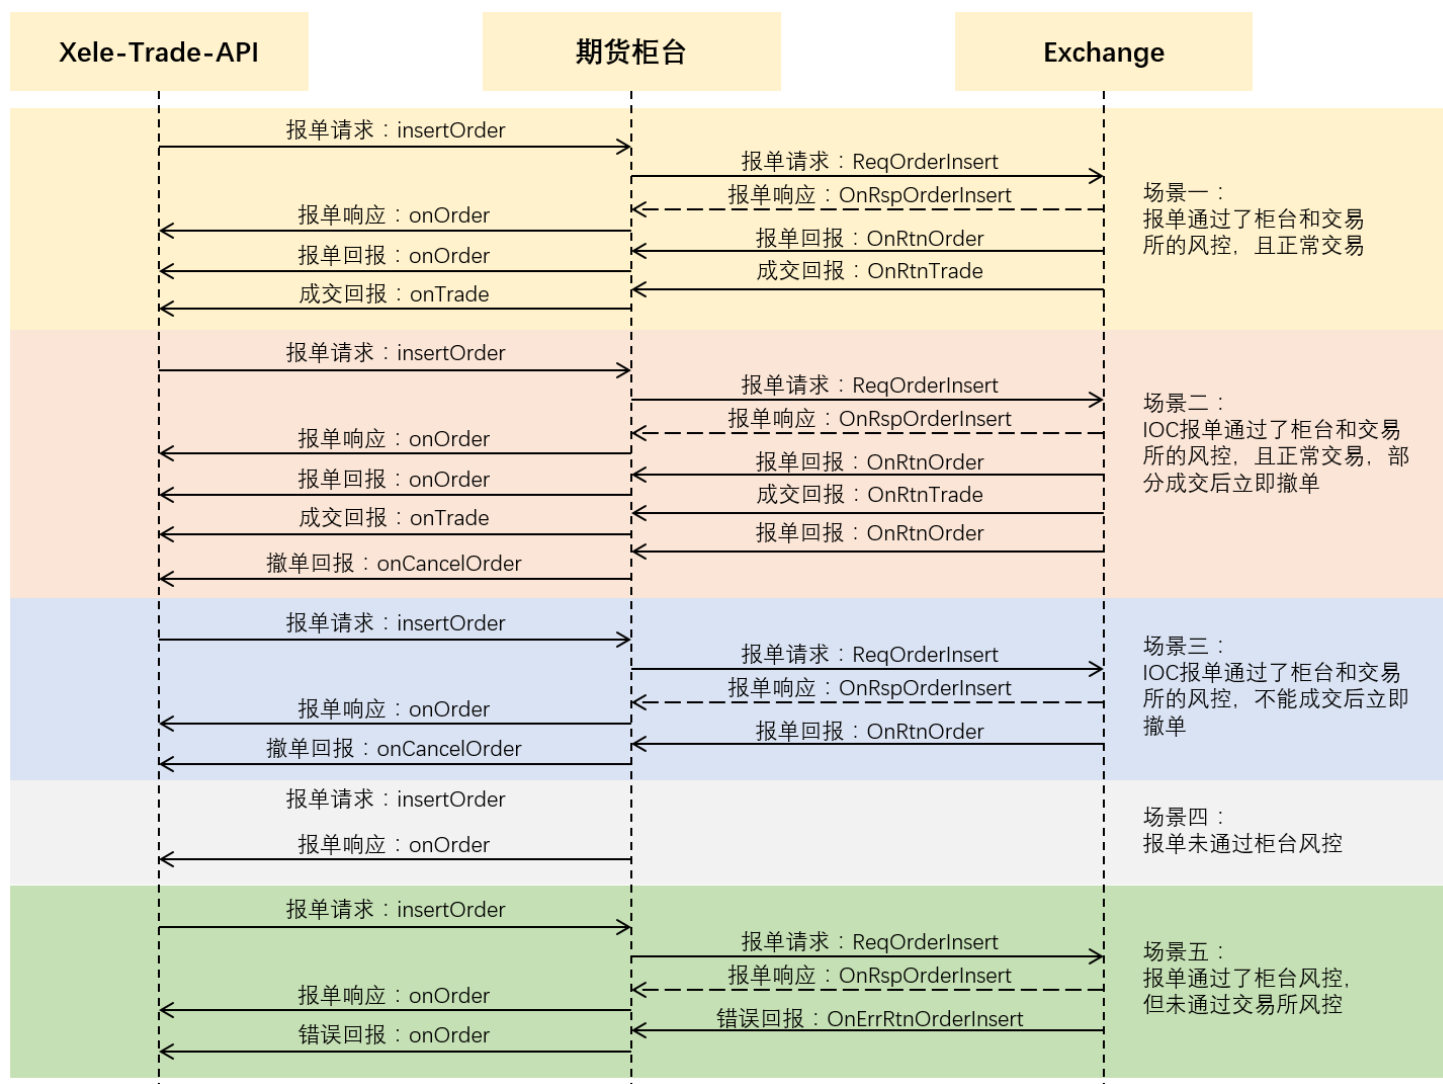 Xele-Trade-API
期货柜台
Exchange
报单请求：insertOrder
报单请求：ReqOrderInsert
报单响应：OnRspOrderInsert
报单响应：onOrder
报单回报：OnRtnOrder
报单回报：onOrder
成交回报：OnRtnTrade
成交回报：onTrade
场景一：
报单通过了柜台和交易
所的风控，且正常交易
报单请求：insertOrder
报单请求：ReqOrderInsert
报单响应：OnRspOrderInsert
报单响应：onOrder
报单回报：OnRtnOrder
报单回报：onOrder
成交回报：OnRtnTrade
成交回报：onTrade
报单回报：OnRtnOrder
撤单回报：onCancelOrder
场景二：
IOC报单通过了柜台和交易
所的风控，且正常交易，部
分成交后立即撤单
报单请求：insertOrder
报单请求：ReqOrderInsert
报单响应：OnRspOrderInsert
报单响应：onOrder
报单回报：OnRtnOrder
撤单回报：onCancelOrder
场景三：
IOC报单通过了柜台和交易
所的风控，不能成交后立即
撤单
报单请求：insertOrder
报单响应：onOrder
场景四：
报单未通过柜台风控
报单请求：insertOrder
报单请求：ReqOrderInsert
报单响应：OnRspOrderInsert
报单响应：onOrder
错误回报：OnErrRtnOrderInsert
错误回报：onOrder
场景五：
报单通过了柜台风控，
但未通过交易所风控